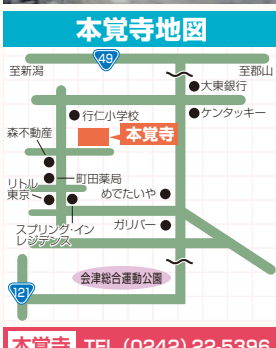 本覚寺地図
49
至新潟
至郡山
大東銀行
行仁小学校
ケンタッキー
森不動産
本覚寺
リトル
東京
町田薬局
めでたいや
スプリング・イン
レジデンス
ガリバー
会津総合運動公園
121
本覚寺 TEL (0242) 22-5396